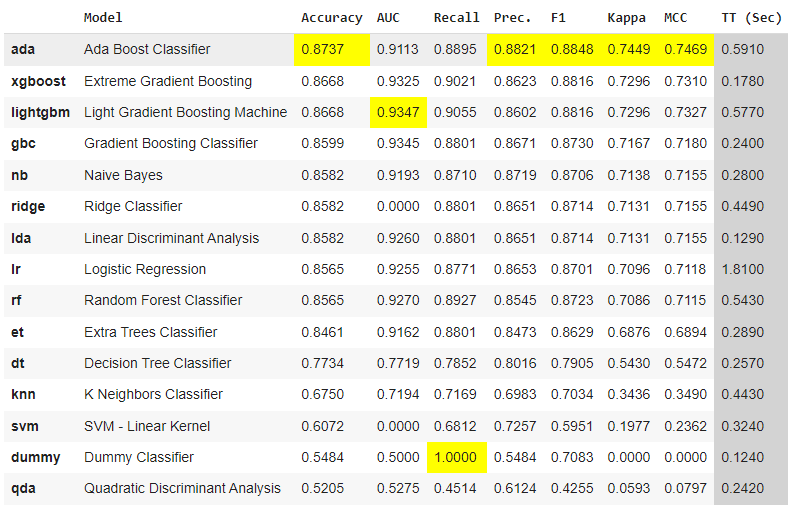 Model Accuracy AUC Recall Prec. F1 Kappa MCC TT (Sec)
ada Ada Boost Classifier 0.8737 0.9113 0.8895 0.8821 0.8848 0.7449 0.7469 0.5910
xgboost Extreme Gradient Boosting 0.8668 0.9325 0.9021 0.8623 0.8816 0.7296 0.7310 0.1780
lightgbm Light Gradient Boosting Machine 0.8668 0.9347 0.9055 0.8602 0.8816 0.7296 0.7327 0.5770
gbc Gradient Boosting Classifier 0.8599 0.9345 0.8801 0.8671 0.8730 0.7167 0.7180 0.2400
nb Naive Bayes 0.8582 0.9193 0.8710 0.8719 0.8706 0.7138 0.7155 0.2800
ridge Ridge Classifier 0.8582 0.0000 0.8801 0.8651 0.8714 0.7131 0.7155 0.4490
lda Linear Discriminant Analysis 0.8582 0.9260 0.8801 0.8651 0.8714 0.7131 0.7155 0.1290
lr Logistic Regression 0.8565 0.9255 0.8771 0.8653 0.8701 0.7096 0.7118 1.8100
rf Random Forest Classifier 0.8565 0.9270 0.8927 0.8545 0.8723 0.7086 0.7115 0.5430
et Extra Trees Classifier 0.8461 0.9162 0.8801 0.8473 0.8629 0.6876 0.6894 0.2890
dt Decision Tree Classifier 0.7734 0.7719 0.7852 0.8016 0.7905 0.5430 0.5472 0.2570
knn K Neighbors Classifier 0.6750 0.7194 0.7169 0.6983 0.7034 0.3436 0.3490 0.4430
svm SVM - Linear Kernel 0.6072 0.0000 0.6812 0.7257 0.5951 0.1977 0.2362 0.3240
dummy Dummy Classifier 0.5484 0.5000 1.0000 0.5484 0.7083 0.0000 0.0000 0.1240
qda Quadratic Discriminant Analysis 0.5205 0.5275 0.4514 0.6124 0.4255 0.0593 0.0797 0.2420